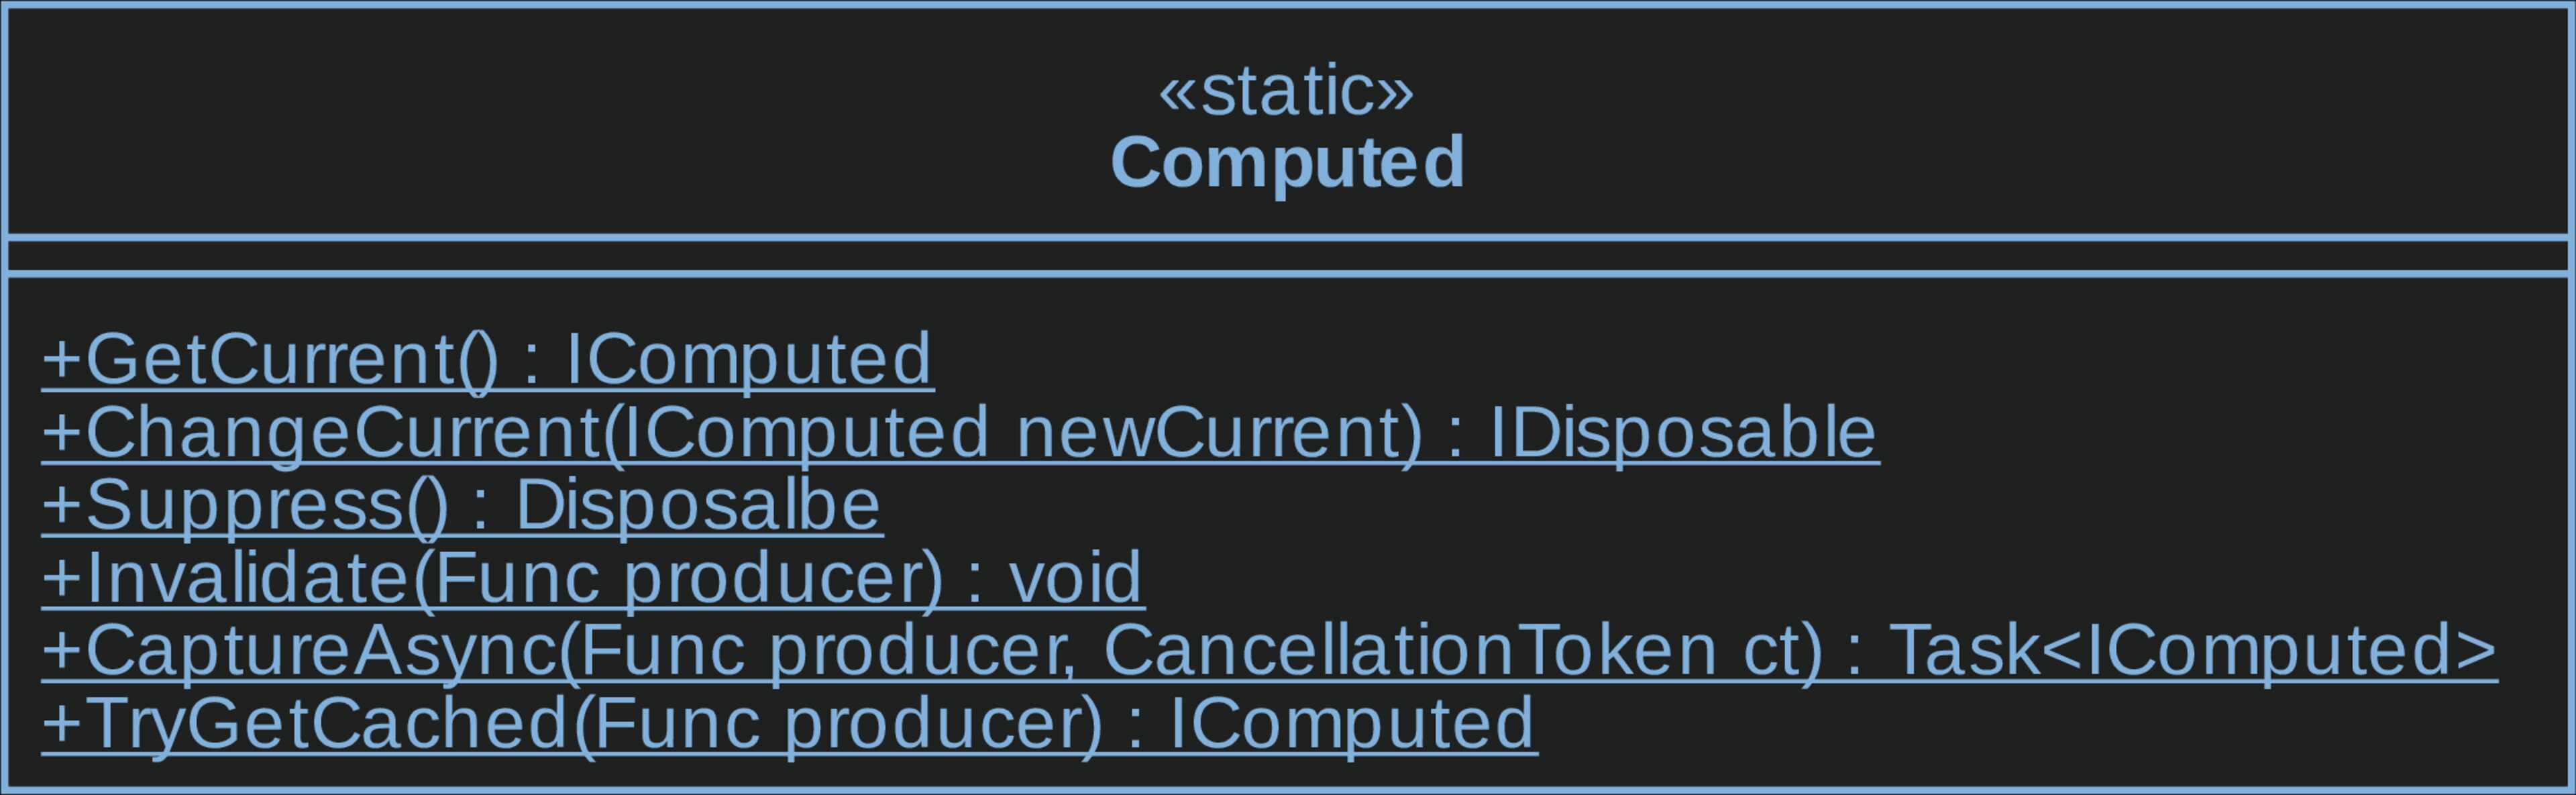 «static»
Computed
+GetCurrent() : IComputed
+ChangeCurrent(IComputed newCurrent) : IDisposable
+Suppress() : Disposalbe
+Invalidate(Func producer) : void
+CaptureAsync(Func producer, CancellationToken ct) : Task<IComputed>
+TryGetCached(Func producer) : IComputed